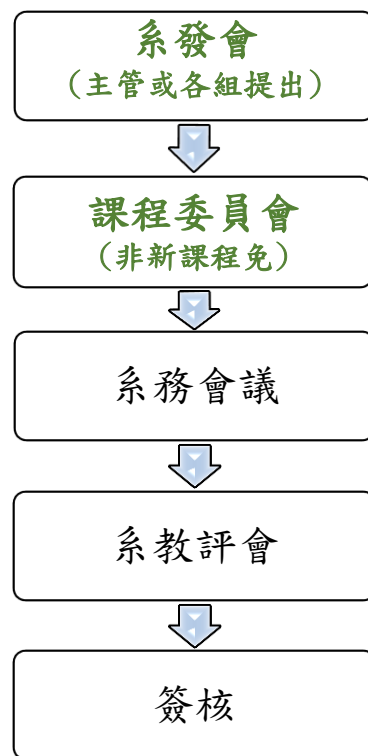 系發會
(主管或各組提出)
課程委員會
(非新課程免)
系務會議
系教評會
簽核